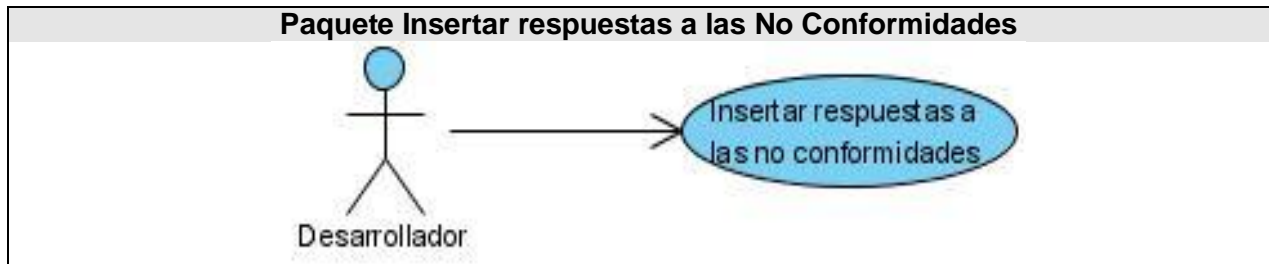 Paquete Insertar respuestas a las No Conformidades
Insertar respuestas a
las no conformidades
Desarrollador